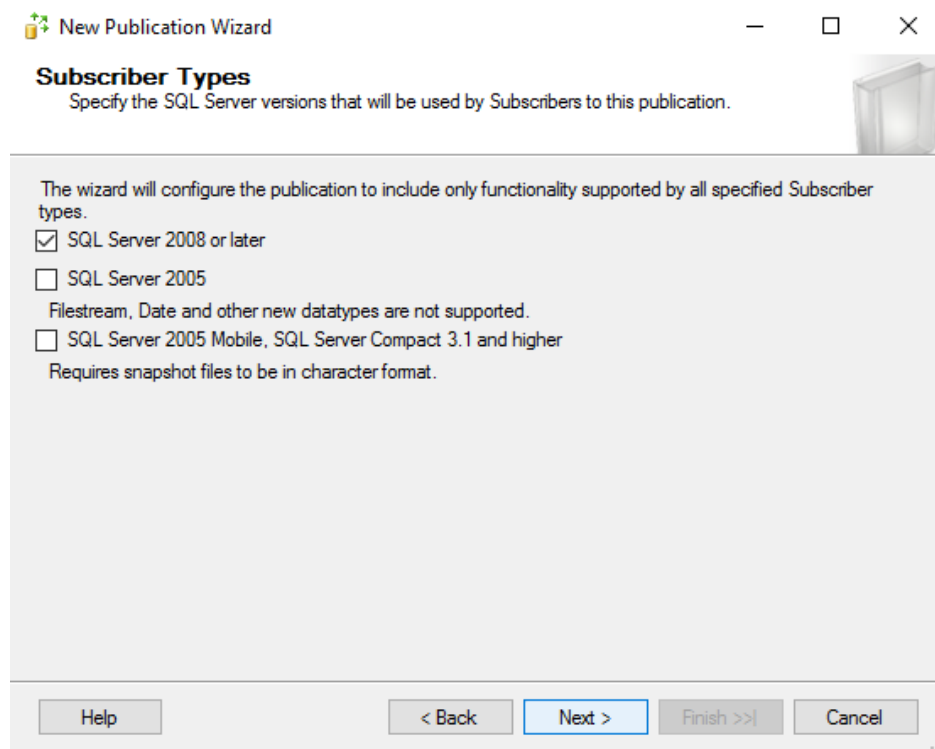 New Publication Wizard
Subscriber Types
Specify the SQL Server versions that will be used by Subscribers to this publication.
The wizard will configure the publication to include only functionality supported by all specified Subscriber
types.
SQL Server 2008 or later
SQL Server 2005
Filestream, Date and other new datatypes are not supported.
SQL Server 2005 Mobile, SQL Server Compact 3.1 and higher
Requires snapshot files to be in character format.
Help < Back Next > Finish >>| Cancel